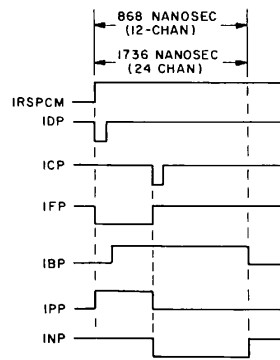 868 NANOSEC
(12-CHAN)
1736 NANOSEC
(24 CHAN)
IRSPCM
IDP
ICP
IFP
IBP
IPP
INP